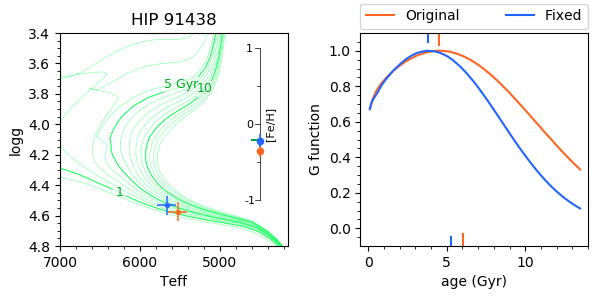 HIP 91438
Original Fixed
3.4
3.6
3.8
4.0
4.2
4.4
4.6
4.8
logg
7000 6000 5000
Teff
5 Gyr
10
1
1
0
-1
[Fe/H]
1.0
0.8
0.6
0.4
0.2
0.0
G function
0 5 10
age (Gyr)